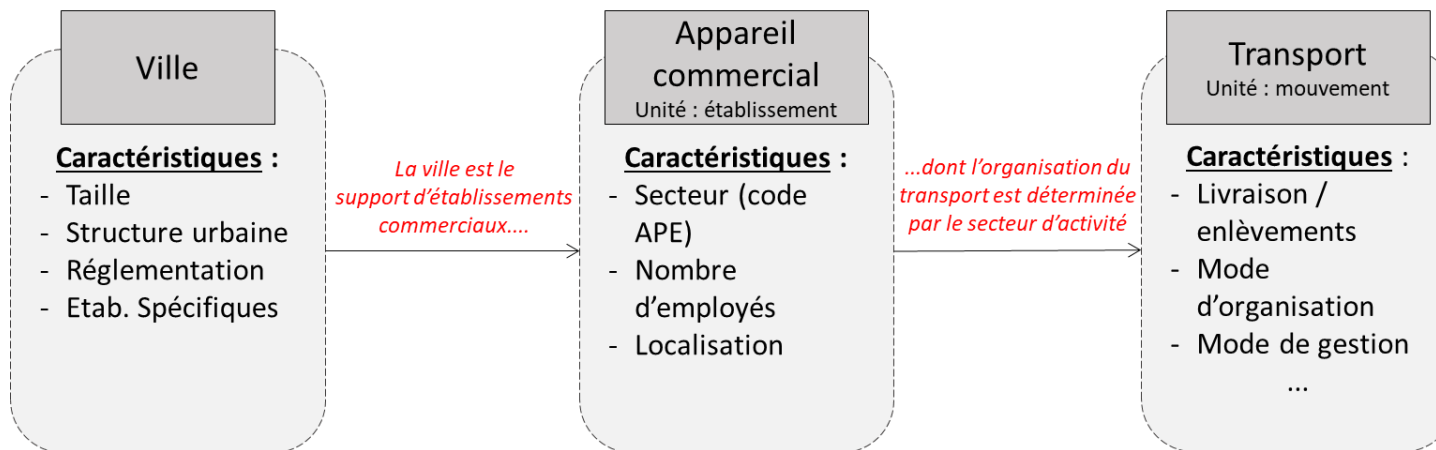 Ville
Caractéristiques :
- Taille
- Structure urbaine
- Réglementation
- Etab. Spécifiques
La ville est le
support d’établissements
commerciaux....
Appareil
commercial
Unité : établissement
Caractéristiques :
- Secteur (code
APE)
- Nombre
d’employés
- Localisation
...dont l’organisation du
transport est déterminée
par le secteur d’activité
Transport
Unité : mouvement
Caractéristiques :
- Livraison /
enlèvements
- Mode
d’organisation
- Mode de gestion
...